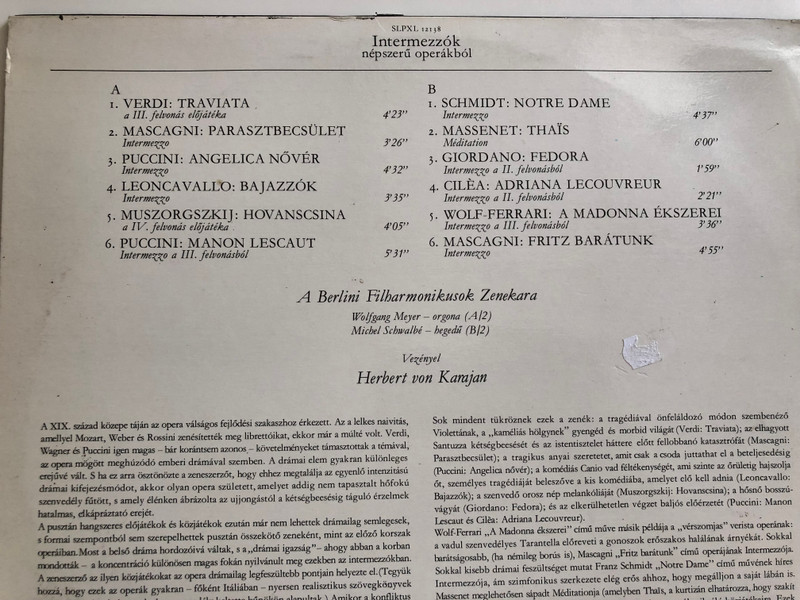 SLPXL 12138
Intermezzók
népszerű operákból
A
1. VERDI: TRAVIATA
a III. felvonás előjátéka 4'23"
2. MASCAGNI: PARASZTBECSÜLET
Intermezzo 3'26"
3. PUCCINI: ANGELICA NŐVÉR
Intermezzo 4'32"
4. LEONCAVALLO: BAJAZZÓK
Intermezzo 3'35"
5. MUSZORGSZKIJ: HOVANSCSINA
a IV. felvonás előjátéka 4'05"
6. PUCCINI: MANON LESCAUT
Intermezzo a III. felvonásból 5'31"
B
1. SCHMIDT: NOTRE DAME
Intermezzo 4'37"
2. MASSENET: THAÏS
Méditation 6'00"
3. GIORDANO: FEDORA
Intermezzo a II. felvonásból 1'59"
4. CILÈA: ADRIANA LECOUVREUR
Intermezzo a II. felvonásból 2'21"
5. WOLF-FERRARI: A MADONNA ÉKSZEREI
Intermezzo a III. felvonásból 3'36"
6. MASCAGNI: FRITZ BARÁTUNK
Intermezzo 4'55"
A Berlini Filharmonikusok Zenekara
Wolfgang Meyer – orgona (A/2)
Michel Schwalbé – hegedű (B/2)
Vezényel
Herbert von Karajan
A XIX. század közepe táján az opera válságos fejlődési szakaszhoz érkezett. Az a lelkes naivitás,
amellyel Mozart, Weber és Rossini zenésítették meg librettóikat, ekkor már a múlté volt. Verdi,
Wagner és Puccini igen magas – bár korántsem azonos – követelményeket támasztottak a témával,
az opera mögött meghúzódó emberi drámával szemben. A drámai elem gyakran különleges
erejűvé vált. S ha ez arra ösztönözte a zeneszerzőt, hogy ehhez megtalálja az egyenlő intenzitású
drámai kifejezésmódot, akkor olyan opera született, amelyet addig nem tapasztalt hőfokú
szenvedély fűtött, s amely élénken ábrázolta az ujjongástól a kétségbeesésig táguló érzelmek
hatalmas, elkápráztató erejét.
A pusztán hangszeres előjátékok és közjátékok ezután már nem lehettek drámailag semlegesek,
s formai szempontból sem szerepelhettek pusztán összekötő zeneként, mint az előző korszak
operáiban. Most a belső dráma hordozóivá váltak, s a „drámai igazság" – ahogy abban a korban
mondották – a koncentráció különösen magas fokán nyilvánult meg ezekben az intermezzókban.
A zeneszerző az ilyen közjátékokat az opera drámailag legfeszültebb pontjain helyezte el. (Tegyük
hozzá, hogy ezek az operák gyakran – főként Itáliában – nyersen realisztikus szövegkönyvek
Sok mindent tükröznek ezek a zenék: a tragédiával önfeláldozó módon szembenéző
Violettának, a „kaméliás hölgynek" gyengéd és morbid világát (Verdi: Traviata); az elhagyott
Santuzza kétségbeesését és az istentisztelet háttere előtt fellobbanó katasztrófát (Mascagni:
Parasztbecsület); a tragikus anyai szeretetet, amit csak a csoda juttathat el a beteljesedésig
(Puccini: Angelica nővér); a komédiás Canio vad féltékenységét, ami szinte az őrületig hajszolja
őt, személyes tragédiáját beleszőve a kis komédiába, amelyet elő kell adnia (Leoncavallo:
Bajazzók); a szenvedő orosz nép melankóliáját (Muszorgszkij: Hovanscsina); a hősnő bosszú-
vágyát (Giordano: Fedora); és az elkerülhetetlen végzet baljós előérzetét (Puccini: Manon
Lescaut és Cilèa: Adriana Lecouvreur).
Wolf-Ferrari „A Madonna ékszerei" című műve másik példája a „vérszomjas" verista operának:
a vadul szenvedélyes Tarantella előreveti a gonoszok erőszakos halálának árnyékát. Sokkal
barátságosabb, (ha némileg borús is), Mascagni „Fritz barátunk" című operájának Intermezzója.
Sokkal kisebb drámai feszültséget mutat Franz Schmidt „Notre Dame" című művének híres
Intermezzója, ám szimfonikus szerkezete elég erős ahhoz, hogy megálljon a saját lábán is.
Massenet meglehetősen sápadt Méditationja (amelyben Thaïs, a kurtizán elhatározza, hogy szakít